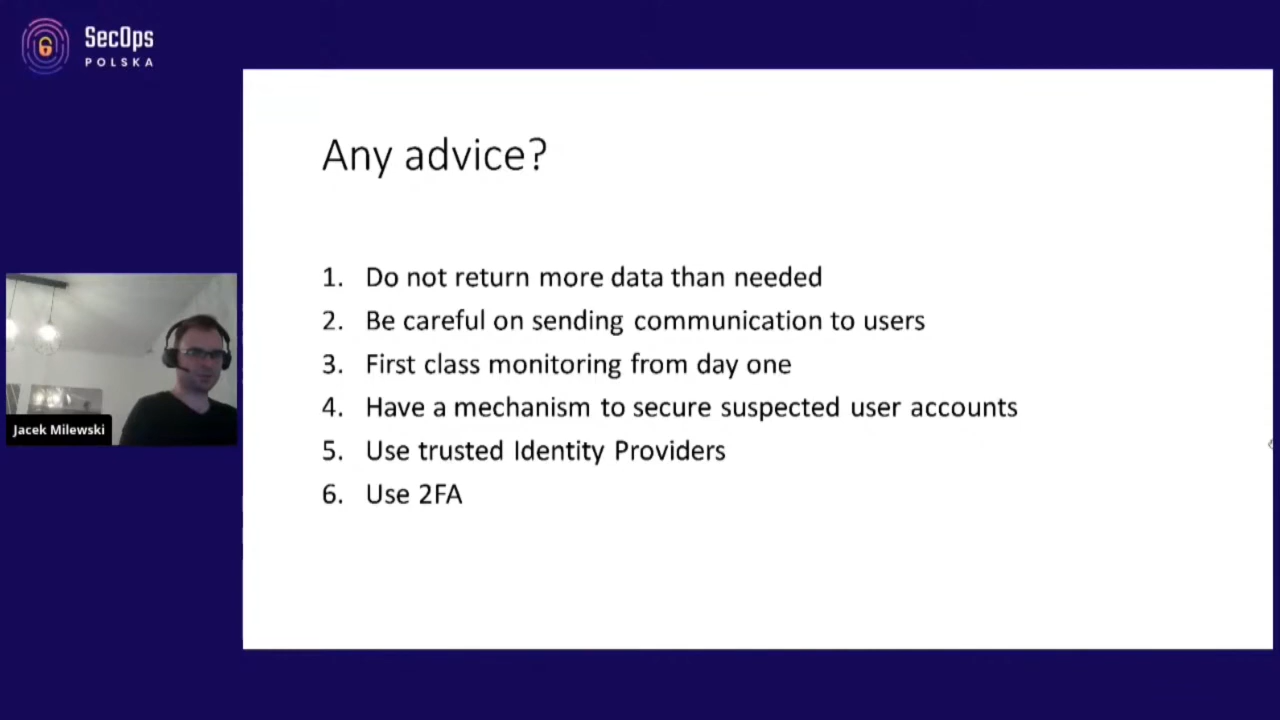 SecOps
POLSKA
Any advice?
1. Do not return more data than needed
2. Be careful on sending communication to users
3. First class monitoring from day one
4. Have a mechanism to secure suspected user accounts
5. Use trusted Identity Providers
6. Use 2FA
Jacek Milewski